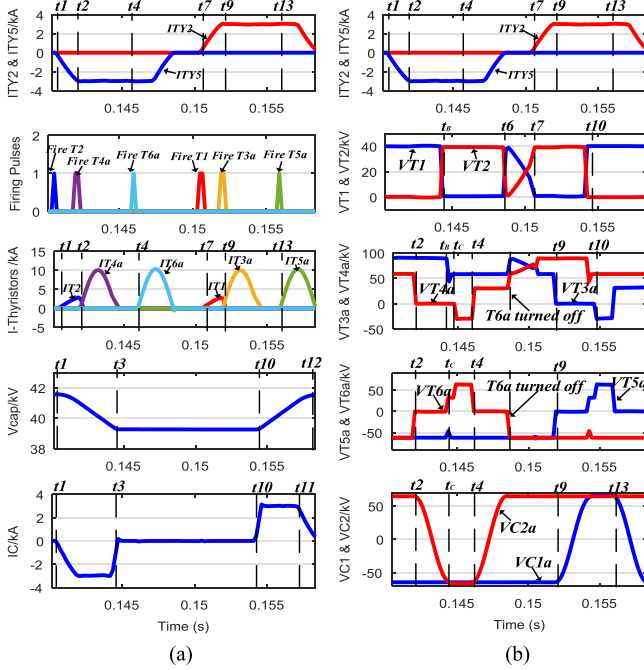 t1 t2 t4 t7 t9 t13
ITY2 & ITY5/kA
4
2
0
-2
-4
ITY2
ITY5
0.145 0.15 0.155
Firing Pulses
2
1
0
Fire T2
Fire T4a
Fire T6a
Fire T1
Fire T3a
Fire T5a
0.145 0.15 0.155
I-Thyristors /kA
15
10
5
0
-5
t1 t2 t4 t7 t9 t13
IT2
IT4a
IT6a
IT1
IT3a
IT5a
0.145 0.15 0.155
Vcap/kV
42
40
38
t1 t3 t10 t12
0.145 0.15 0.155
IC/kA
4
2
0
-2
-4
t1 t3 t10 t11
0.145 0.15 0.155
Time (s)
(a)
t1 t2 t4 t7 t9 t13
ITY2 & ITY5/kA
4
2
0
-2
-4
ITY2
ITY5
0.145 0.15 0.155
VT1 & VT2/kV
40
20
0
tB t6 t7 t10
VT1
VT2
0.145 0.15 0.155
VT3a & VT4a/kV
100
50
0
-50
t2 tB tC t4 t9 t10
VT4a
VT3a
T6a turned off
0.145 0.15 0.155
VT5a & VT6a/kV
50
0
-50
t2 tC t4 t9
VT6a
T6a turned off
VT5a
0.145 0.15 0.155
VC1 & VC2/kV
50
0
-50
t2 tC t4 t9 t13
VC2a
VC1a
0.145 0.15 0.155
Time (s)
(b)